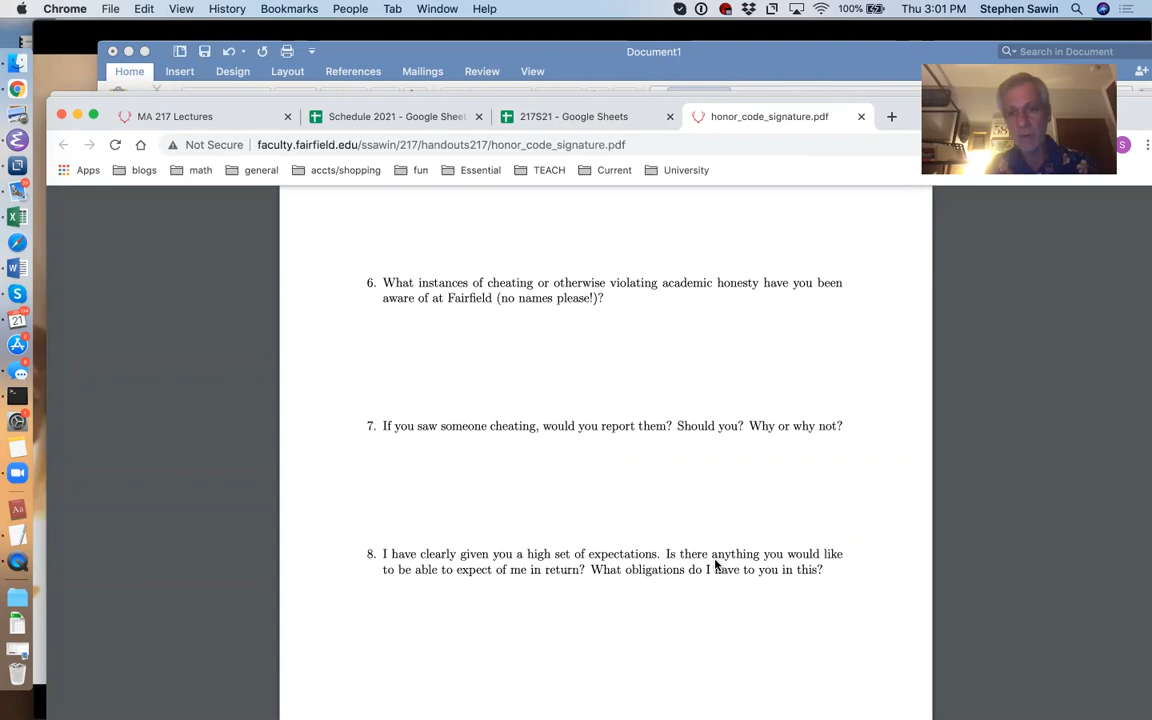 Chrome File Edit View History Bookmarks People Tab Window Help 100% Thu 3:01 PM Stephen Sawin
Document1
Search in Document
Home Insert Design Layout References Mailings Review View
MA 217 Lectures Schedule 2021 - Google Sheet 217S21 - Google Sheets honor_code_signature.pdf
Not Secure faculty.fairfield.edu/ssawin/217/handouts217/honor_code_signature.pdf
Apps blogs math general accts/shopping fun Essential TEACH Current University
6. What instances of cheating or otherwise violating academic honesty have you been
aware of at Fairfield (no names please!)?
7. If you saw someone cheating, would you report them? Should you? Why or why not?
8. I have clearly given you a high set of expectations. Is there anything you would like
to be able to expect of me in return? What obligations do I have to you in this?
S
21
Aa